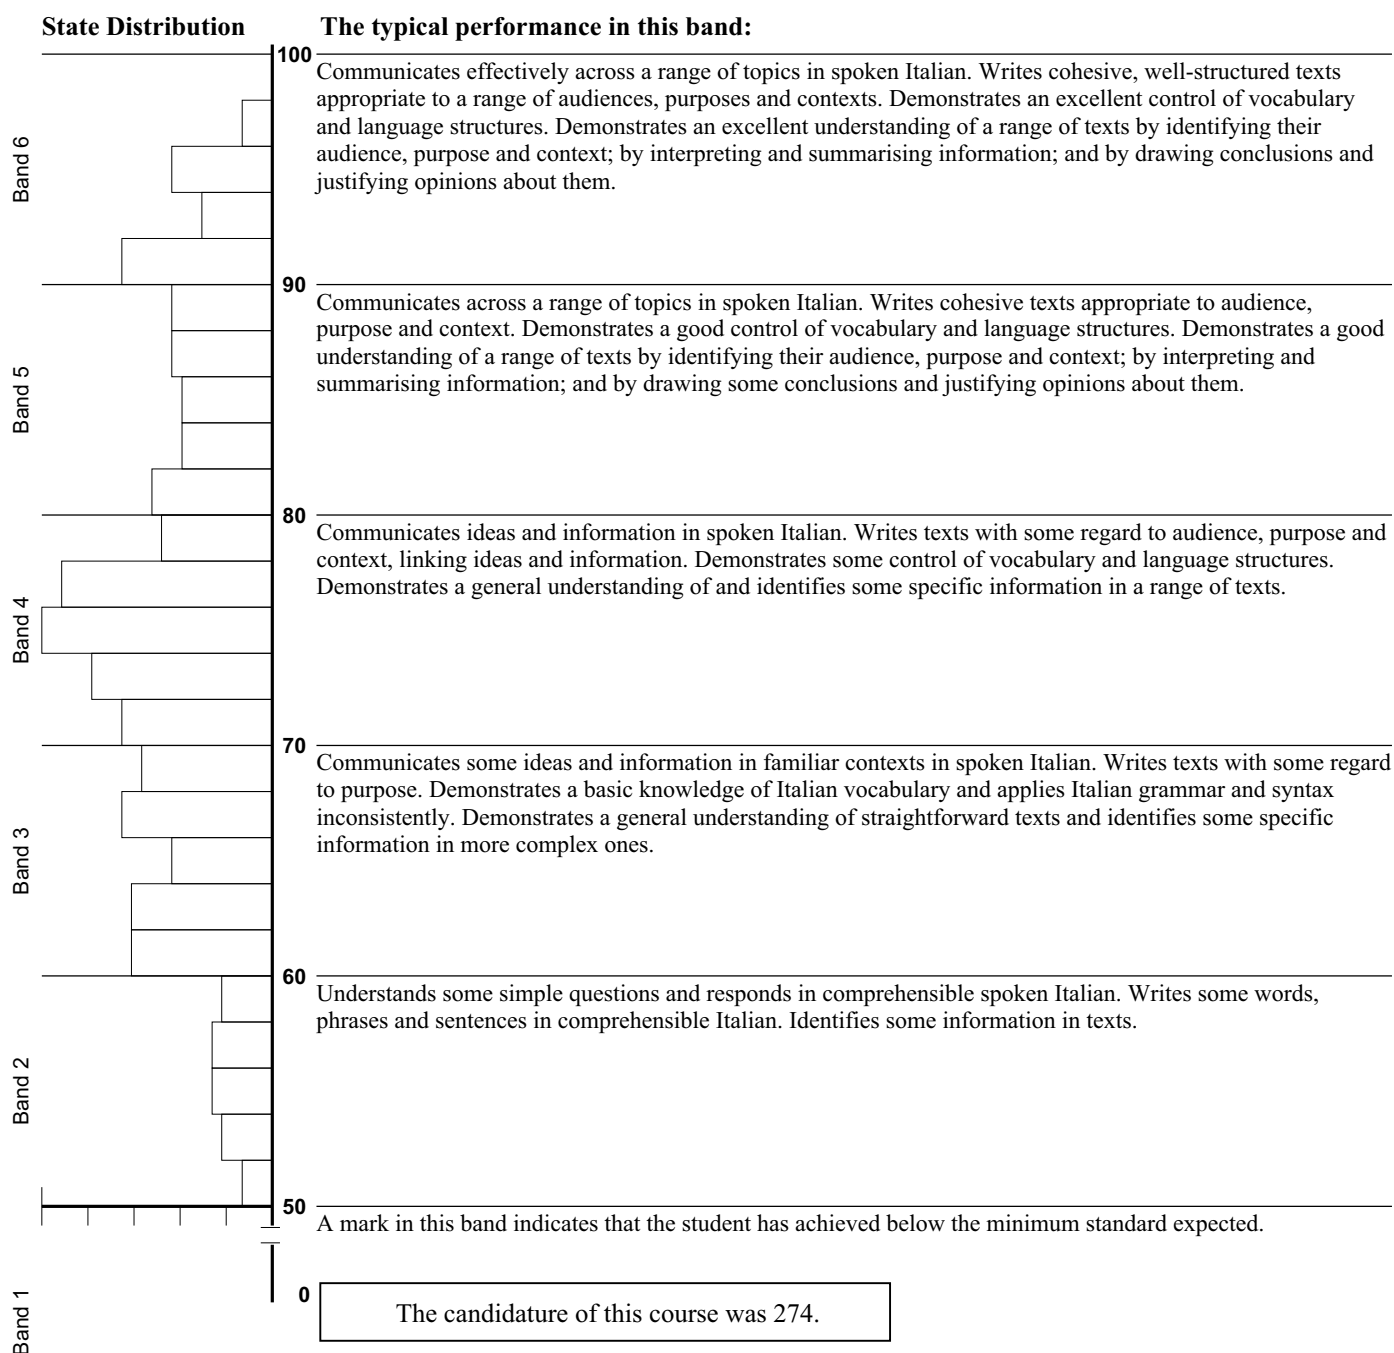 State Distribution
The typical performance in this band:
100
Band 6
Communicates effectively across a range of topics in spoken Italian. Writes cohesive, well-structured texts
appropriate to a range of audiences, purposes and contexts. Demonstrates an excellent control of vocabulary
and language structures. Demonstrates an excellent understanding of a range of texts by identifying their
audience, purpose and context; by interpreting and summarising information; and by drawing conclusions and
justifying opinions about them.
90
Band 5
Communicates across a range of topics in spoken Italian. Writes cohesive texts appropriate to audience,
purpose and context. Demonstrates a good control of vocabulary and language structures. Demonstrates a good
understanding of a range of texts by identifying their audience, purpose and context; by interpreting and
summarising information; and by drawing some conclusions and justifying opinions about them.
80
Band 4
Communicates ideas and information in spoken Italian. Writes texts with some regard to audience, purpose and
context, linking ideas and information. Demonstrates some control of vocabulary and language structures.
Demonstrates a general understanding of and identifies some specific information in a range of texts.
70
Band 3
Communicates some ideas and information in familiar contexts in spoken Italian. Writes texts with some regard
to purpose. Demonstrates a basic knowledge of Italian vocabulary and applies Italian grammar and syntax
inconsistently. Demonstrates a general understanding of straightforward texts and identifies some specific
information in more complex ones.
60
Band 2
Understands some simple questions and responds in comprehensible spoken Italian. Writes some words,
phrases and sentences in comprehensible Italian. Identifies some information in texts.
50
A mark in this band indicates that the student has achieved below the minimum standard expected.
Band 1
0
The candidature of this course was 274.